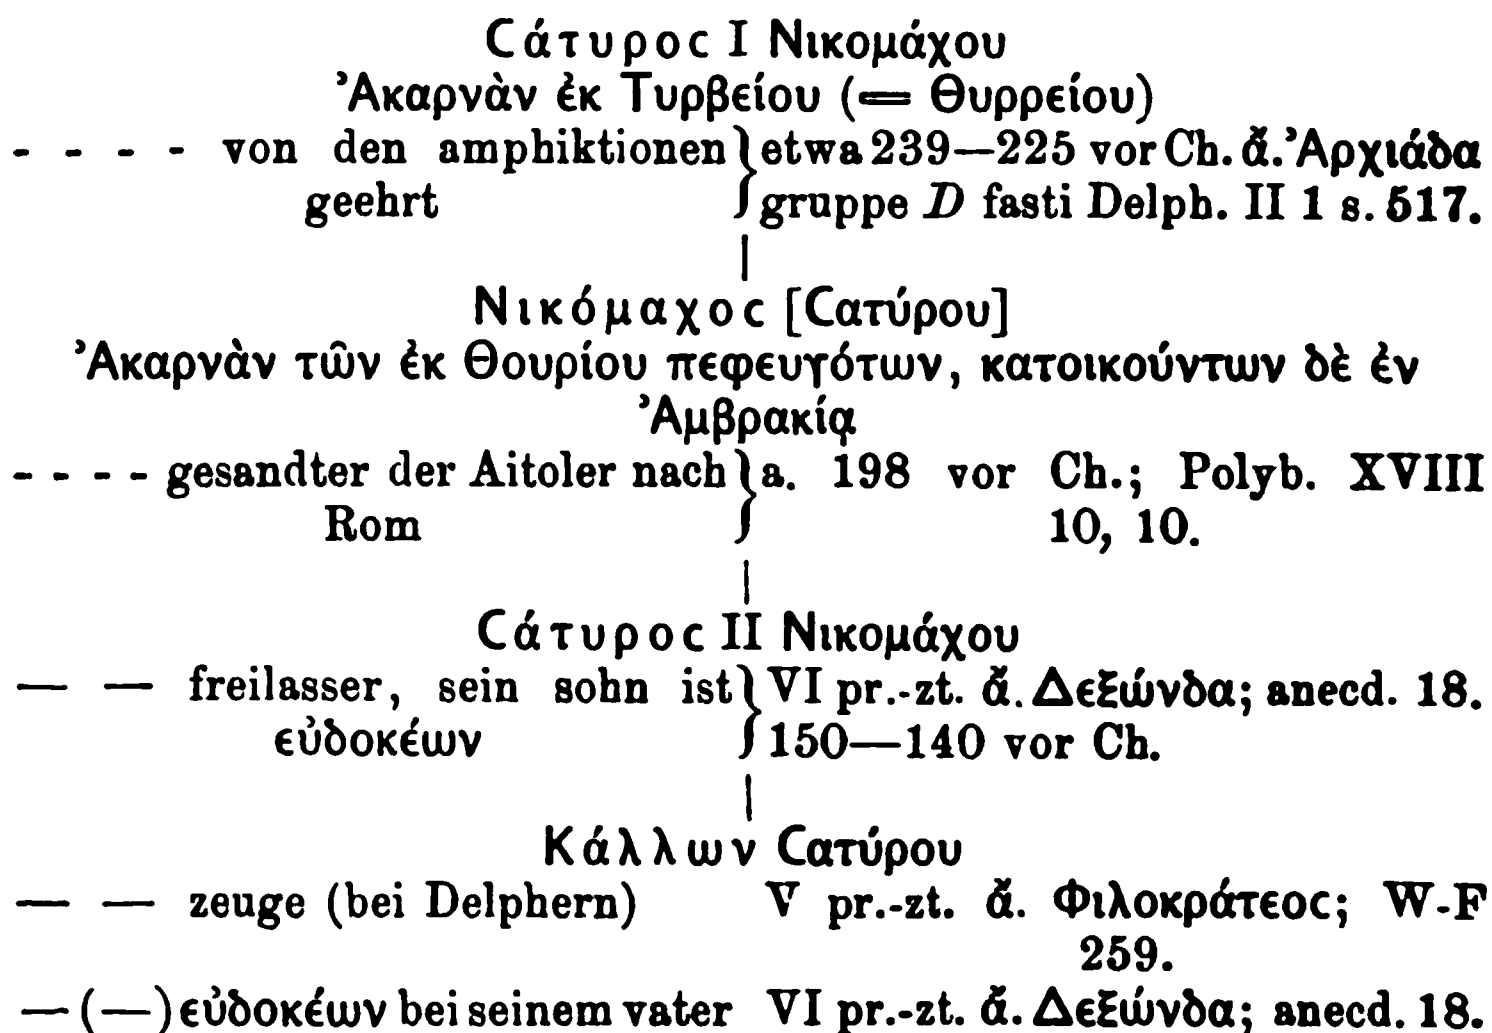 Cάτυρος I Νικομάχου
Ἀκαρνὰν ἐκ Τυρβείου (= Θυρρείου)
- - - - von den amphiktionen } etwa 239—225 vor Ch. ἄ. Ἀρχιάδα
geehrt gruppe D fasti Delph. II 1 s. 517.
|
Νικόμαχοc [Cατύρου]
Ἀκαρνὰν τῶν ἐκ Θουρίου πεφευγότων, κατοικούντων δὲ ἐν
Ἀμβρακίᾳ
- - - - gesandter der Aitoler nach } a. 198 vor Ch.; Polyb. XVIII
Rom 10, 10.
|
Cάτυροc II Νικομάχου
— — freilasser, sein sohn ist } VI pr.-zt. ἄ. Δεξώνδα; anecd. 18.
εὐδοκέων 150—140 vor Ch.
|
Κάλλων Cατύρου
— — zeuge (bei Delphern) V pr.-zt. ἄ. Φιλοκράτεοc; W-F
259.
— (—) εὐδοκέων bei seinem vater VI pr.-zt. ἄ. Δεξώνδα; anecd. 18.